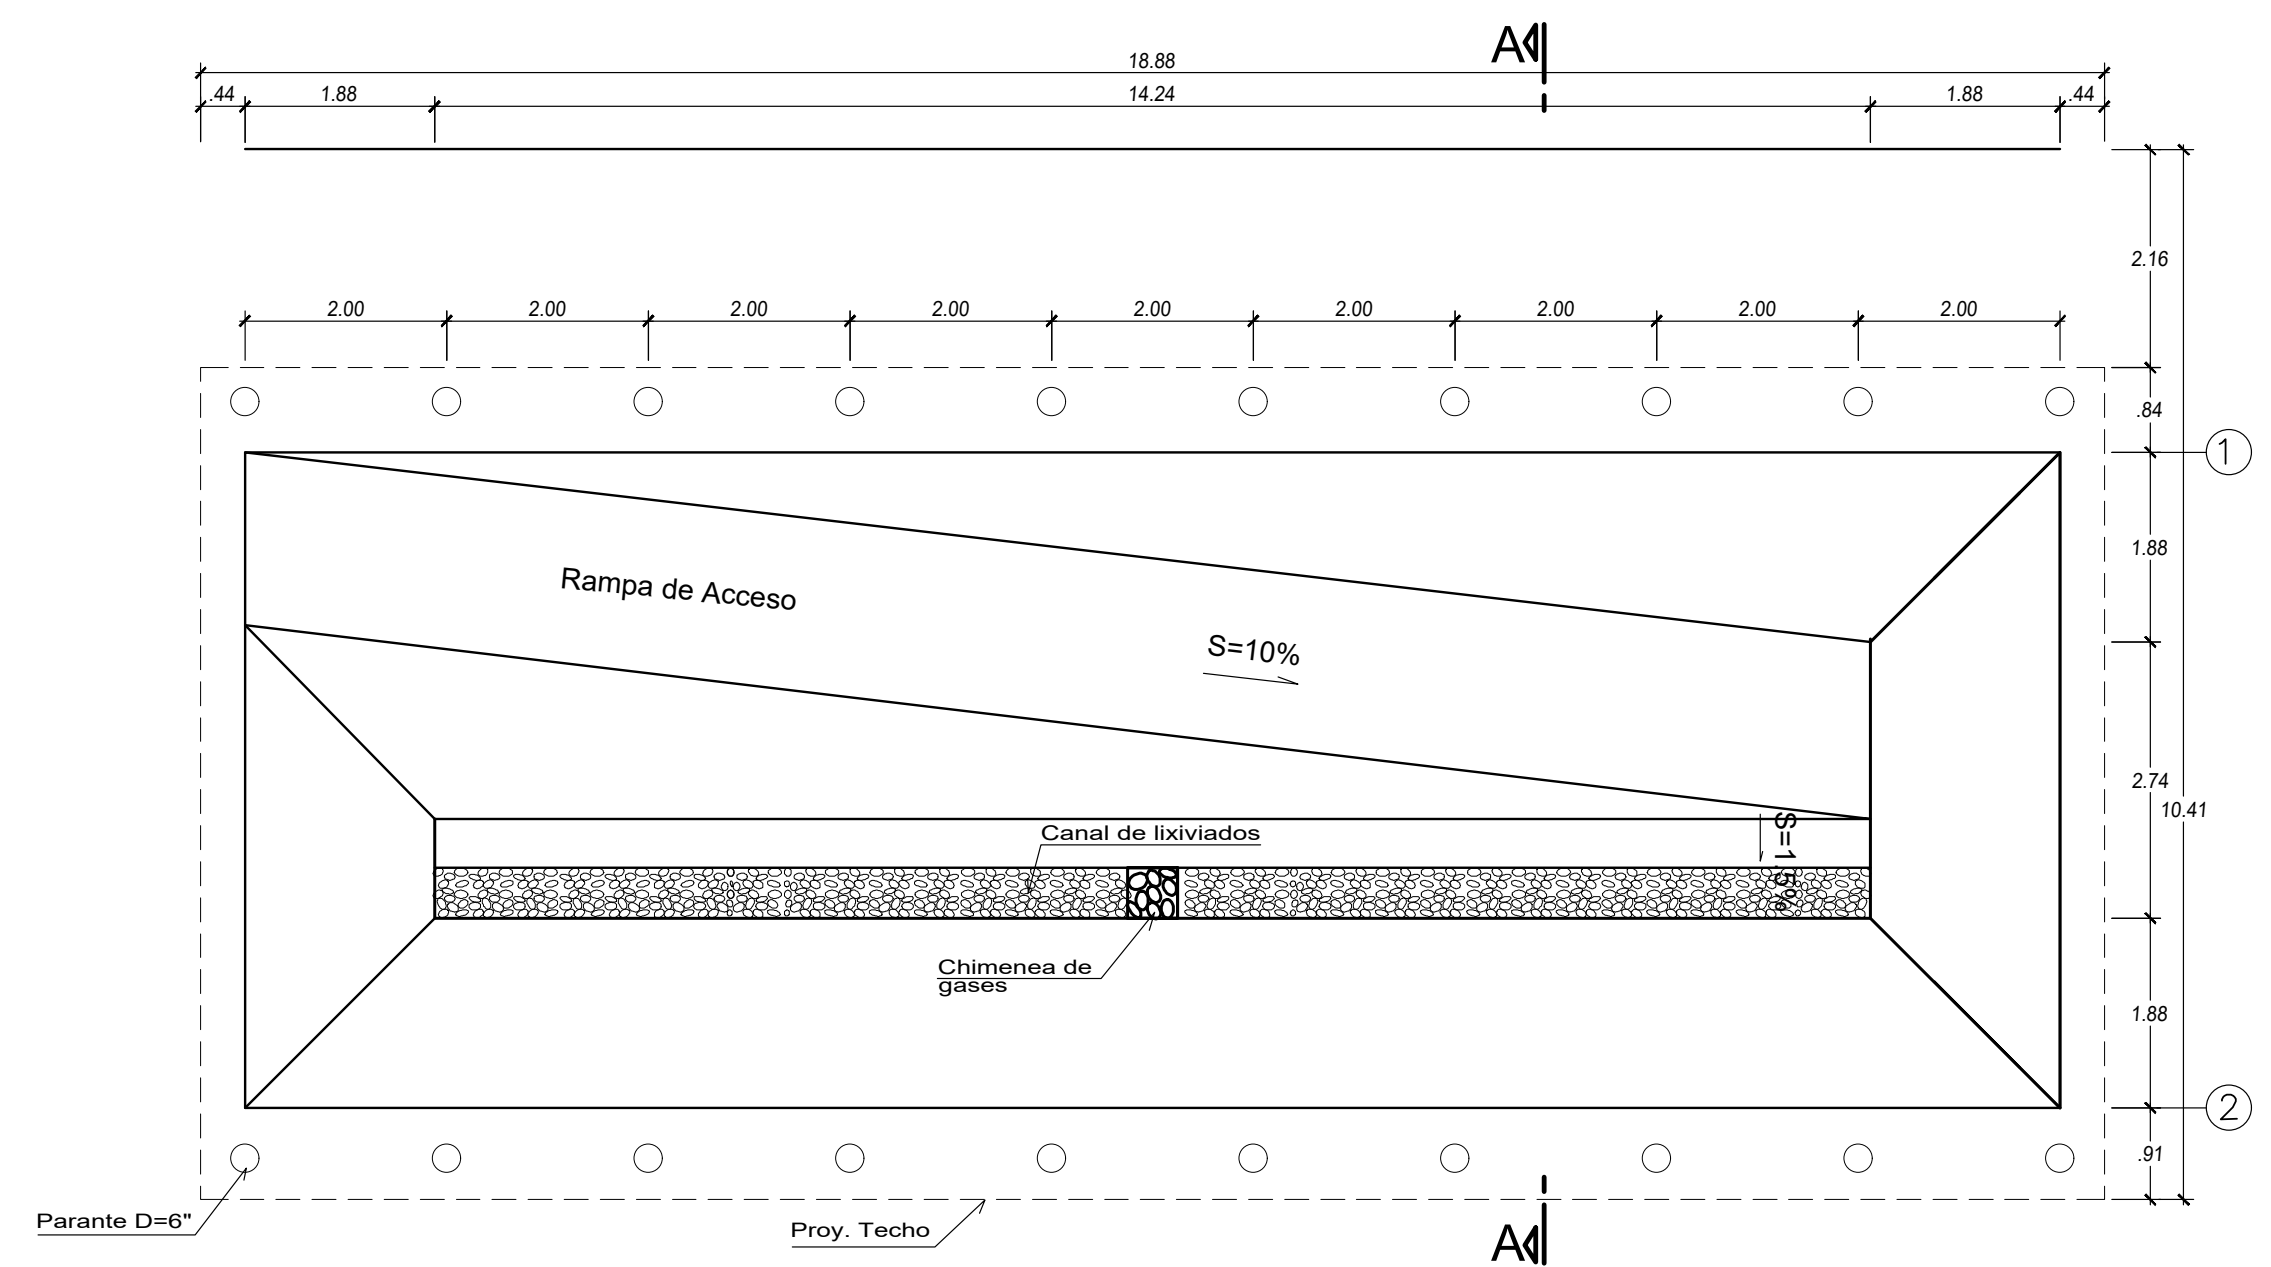 A
18.88
.44
1.88
14.24
1.88
.44
2.16
2.00
2.00
2.00
2.00
2.00
2.00
2.00
2.00
2.00
.84
1
1.88
Rampa de Acceso
S=10%
2.74
10.41
Canal de lixiviados
S=1.5%
Chimenea de
gases
1.88
2
.91
Parante D=6"
Proy. Techo
A